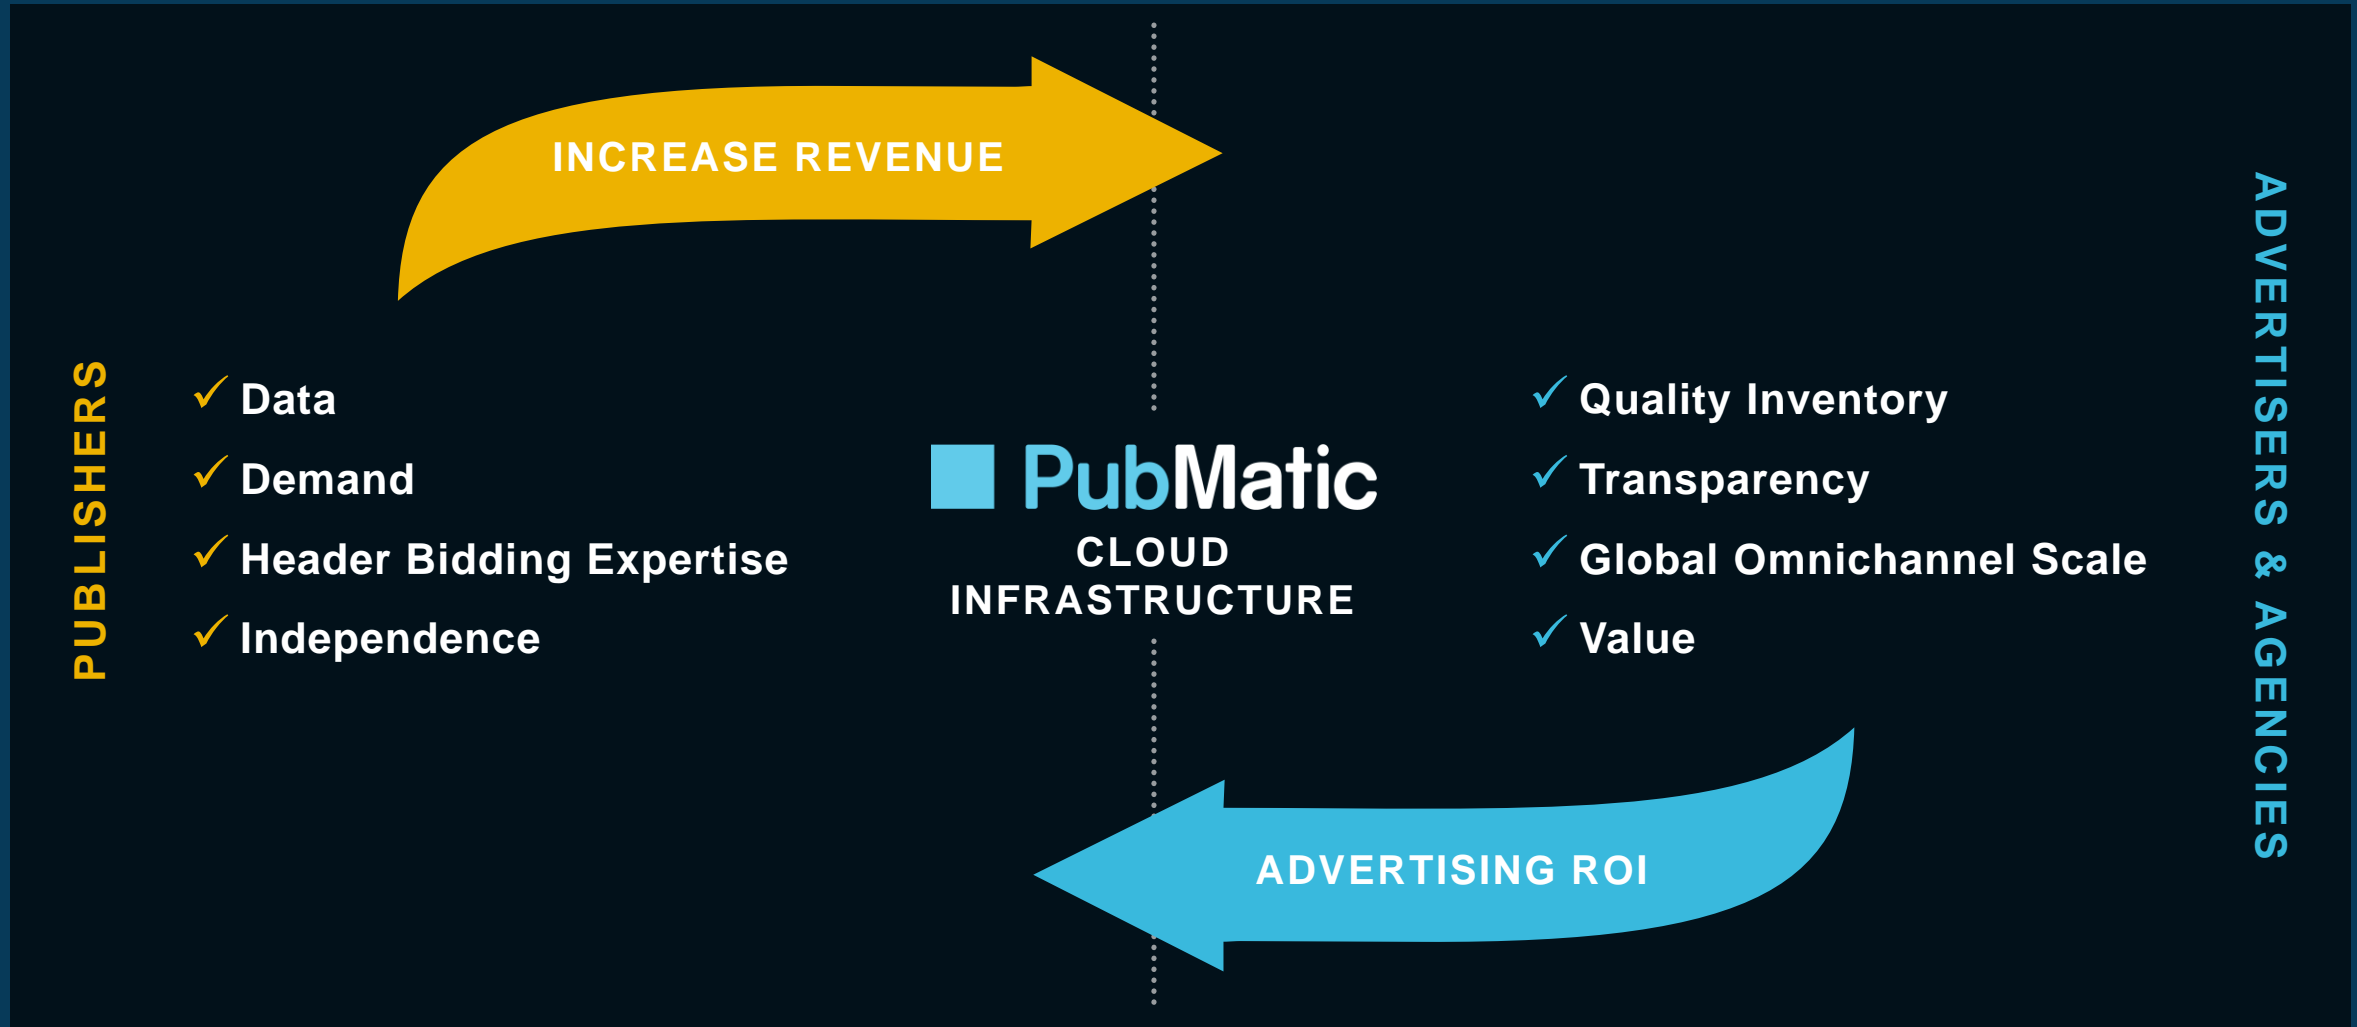 INCREASE REVENUE
PUBLISHERS
Data
Demand
Header Bidding Expertise
Independence
PubMatic
CLOUD
INFRASTRUCTURE
Quality Inventory
Transparency
Global Omnichannel Scale
Value
ADVERTISERS & AGENCIES
ADVERTISING ROI